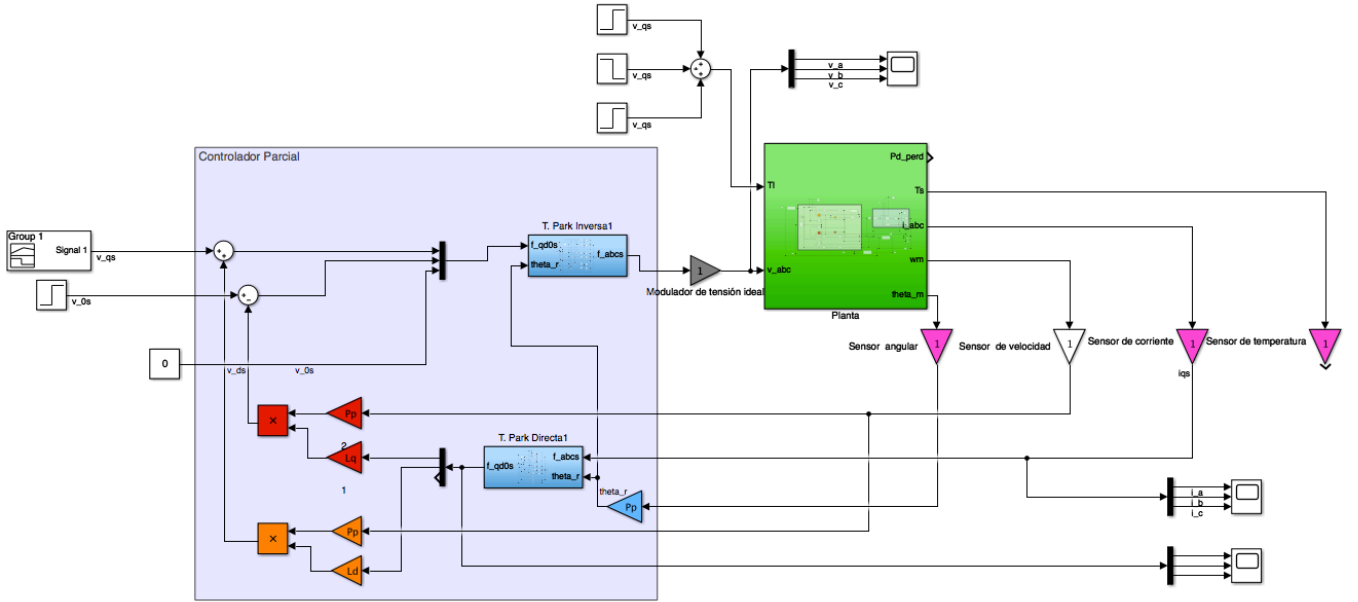 v_qs
v_qs
v_qs
v_a
v_b
v_c
Controlador Parcial
Group 1
Signal 1
v_qs
v_0s
0
v_ds
v_0s
T. Park Inversa1
f_qd0s
theta_r
f_abcs
1
Modulador de tensión ideal
Tl
v_abc
Pd_perd
Ts
i_abc
wm
theta_m
Planta
Sensor angular
1
Sensor de velocidad
1
Sensor de corriente
1
iqs
Sensor de temperatura
1
×
Pp
2
Lq
1
T. Park Directa1
f_qd0s
f_abcs
theta_r
theta_r
Pp
×
Pp
Ld
i_a
i_b
i_c